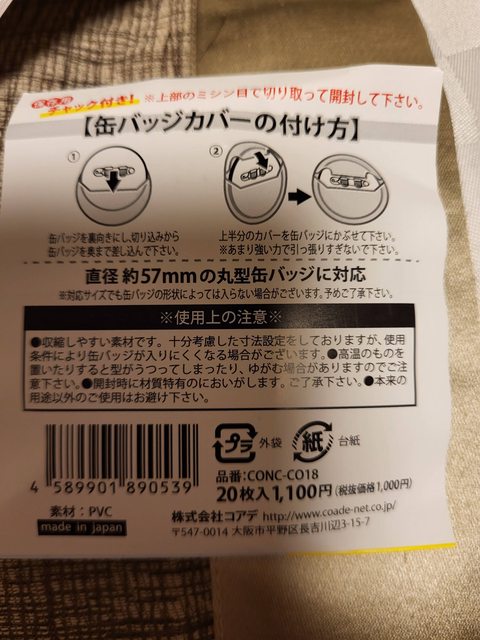 保存用
チャック付き! ※上部のミシン目で切り取って開封して下さい。
【缶バッジカバーの付け方】
① ②
缶バッジを裏向きにし、切り込みから
缶バッジを奥まで差し込んで下さい。
上半分のカバーを缶バッジにかぶせて下さい。
※あまり強い力で引っ張りすぎないで下さい。
直径 約57mmの丸型缶バッジに対応
※対応サイズでも缶バッジの形状によっては入らない場合がございます。予めご了承下さい。
※使用上の注意※
●収縮しやすい素材です。十分考慮した寸法設定をしておりますが、使用
条件により缶バッジが入りにくくなる場合がございます。●高温のものを
置いたりすると型がうつってしまったり、ゆがむ場合がありますのでご注
意下さい。●開封時に材質特有のにおいがします。ご了承下さい。●本来の
用途以外のご使用はお避け下さい。
プラ 外袋 紙 台紙
4 589901 890539
品番:CONC-CO18
20枚入1,100円(税抜価格1,000円)
素材:PVC
made in japan
株式会社コアデ http://www.coade-net.co.jp/
〒547-0014 大阪市平野区長吉川辺3-15-7